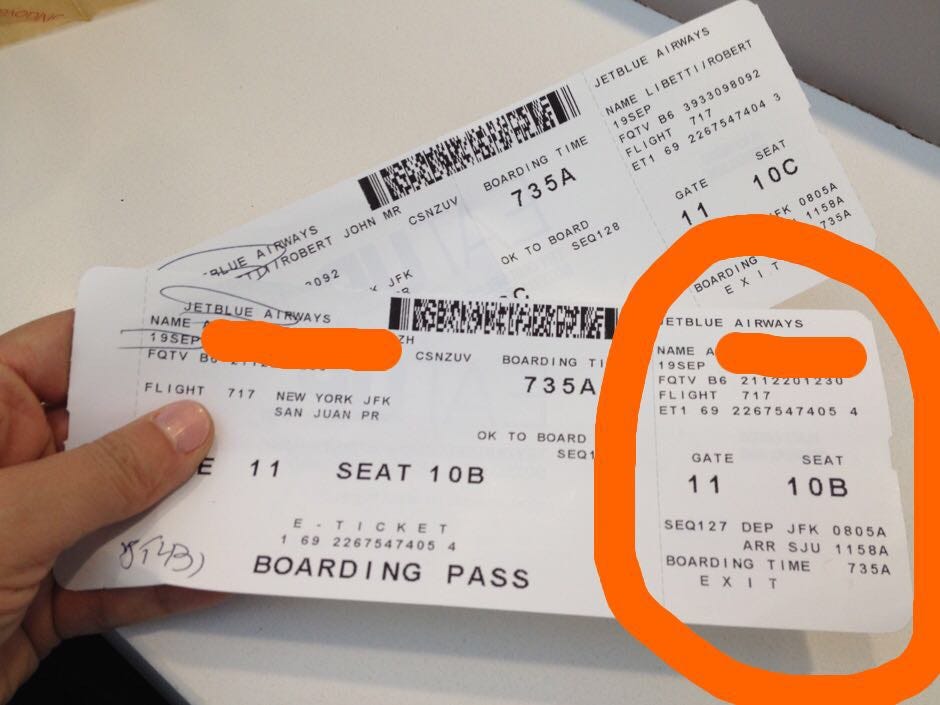 JETBLUE AIRWAYS
NAME LIBETTI/ROBERT
19SEP
FQTV B6 3933098092
FLIGHT 717
ET1 69 2267547404 3
GATE SEAT
11 10C
JFK 0805A
1158A
BOARDING 735A
EXIT
BOARDING TIME
735A
OK TO BOARD
SEQ128
AIRWAYS
/ROBERT JOHN MR CSNZUV
JFK
JETBLUE AIRWAYS
NAME A
19SEP CSNZUV
FQTV B6
FLIGHT 717 NEW YORK JFK
SAN JUAN PR
BOARDING
735A
OK TO BOARD
11 SEAT 10B
E-TICKET
1 69 2267547405 4
BOARDING PASS
JETBLUE AIRWAYS
NAME A
19SEP
FQTV B6 2112201230
FLIGHT 717
ET1 69 2267547405 4
GATE SEAT
11 10B
SEQ127 DEP JFK 0805A
ARR SJU 1158A
BOARDING TIME 735A
EXIT